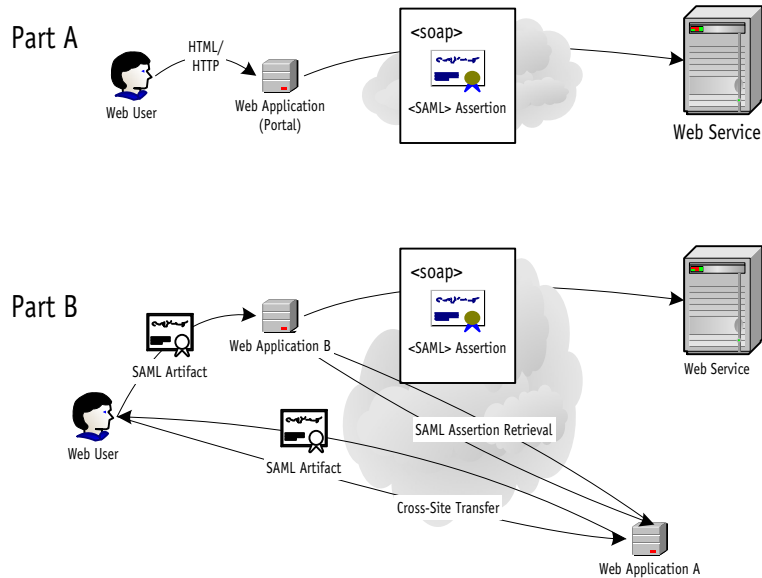 Part A
HTML/
HTTP
Web User
Web Application
(Portal)
<soap>
<SAML> Assertion
Web Service
Part B
SAML Artifact
Web Application B
<soap>
<SAML> Assertion
Web Service
Web User
SAML Artifact
SAML Assertion Retrieval
Cross-Site Transfer
Web Application A